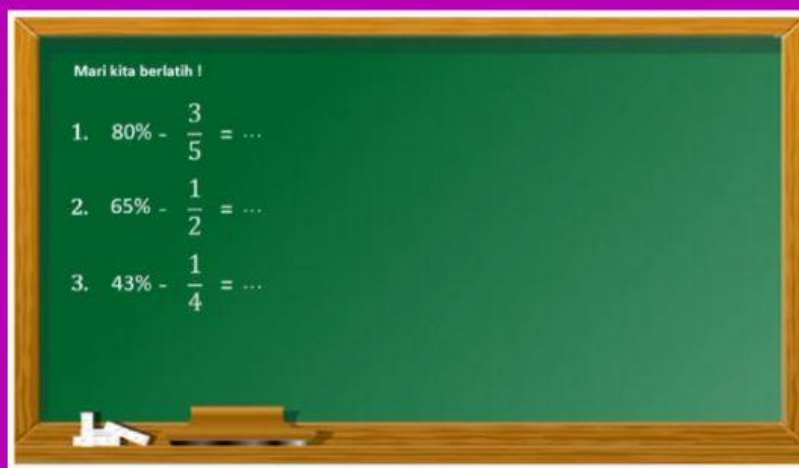 Mari kita berlatih !
1. 80% - 3/5 = ...
2. 65% - 1/2 = ...
3. 43% - 1/4 = ...